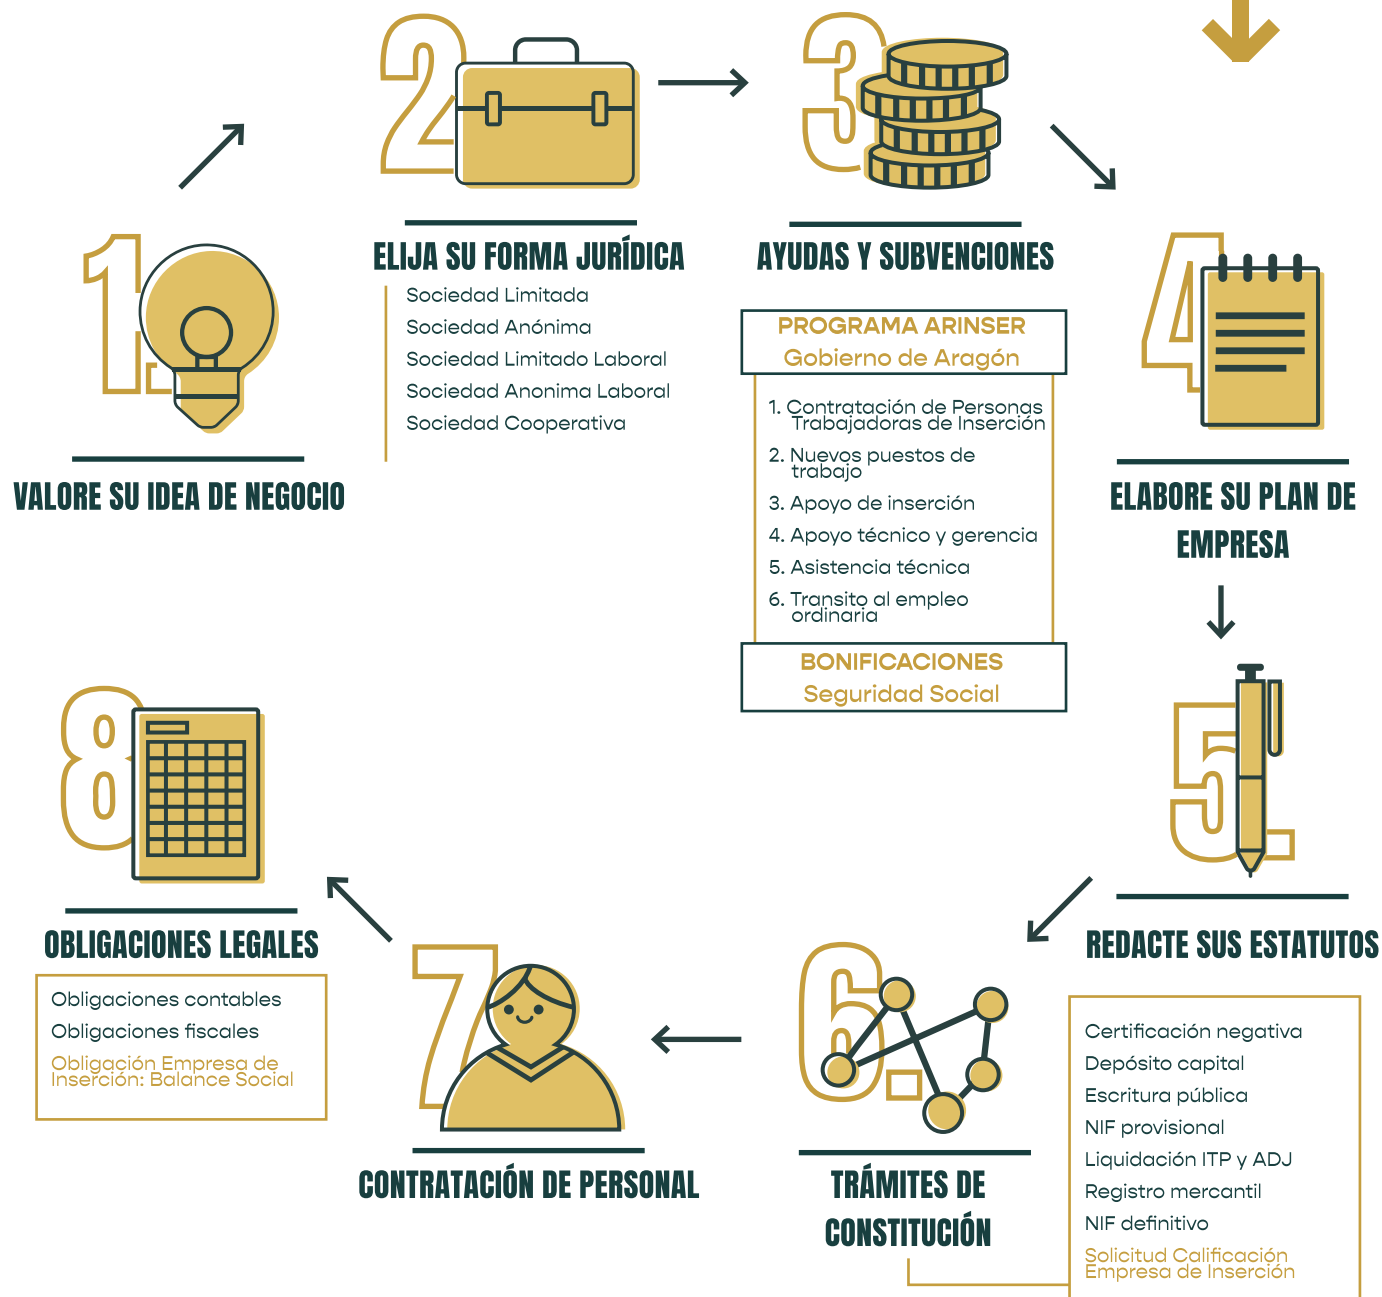 1.
VALORE SU IDEA DE NEGOCIO
2
ELIJA SU FORMA JURÍDICA
Sociedad Limitada
Sociedad Anónima
Sociedad Limitado Laboral
Sociedad Anonima Laboral
Sociedad Cooperativa
3
AYUDAS Y SUBVENCIONES
PROGRAMA ARINSER
Gobierno de Aragón
1. Contratación de Personas
Trabajadoras de Inserción
2. Nuevos puestos de
trabajo
3. Apoyo de inserción
4. Apoyo técnico y gerencia
5. Asistencia técnica
6. Transito al empleo
ordinaria
BONIFICACIONES
Seguridad Social
4
ELABORE SU PLAN DE
EMPRESA
5.
REDACTE SUS ESTATUTOS
6.
TRÁMITES DE
CONSTITUCIÓN
Certificación negativa
Depósito capital
Escritura pública
NIF provisional
Liquidación ITP y ADJ
Registro mercantil
NIF definitivo
Solicitud Calificación
Empresa de Inserción
7
CONTRATACIÓN DE PERSONAL
8
OBLIGACIONES LEGALES
Obligaciones contables
Obligaciones fiscales
Obligación Empresa de
Inserción: Balance Social